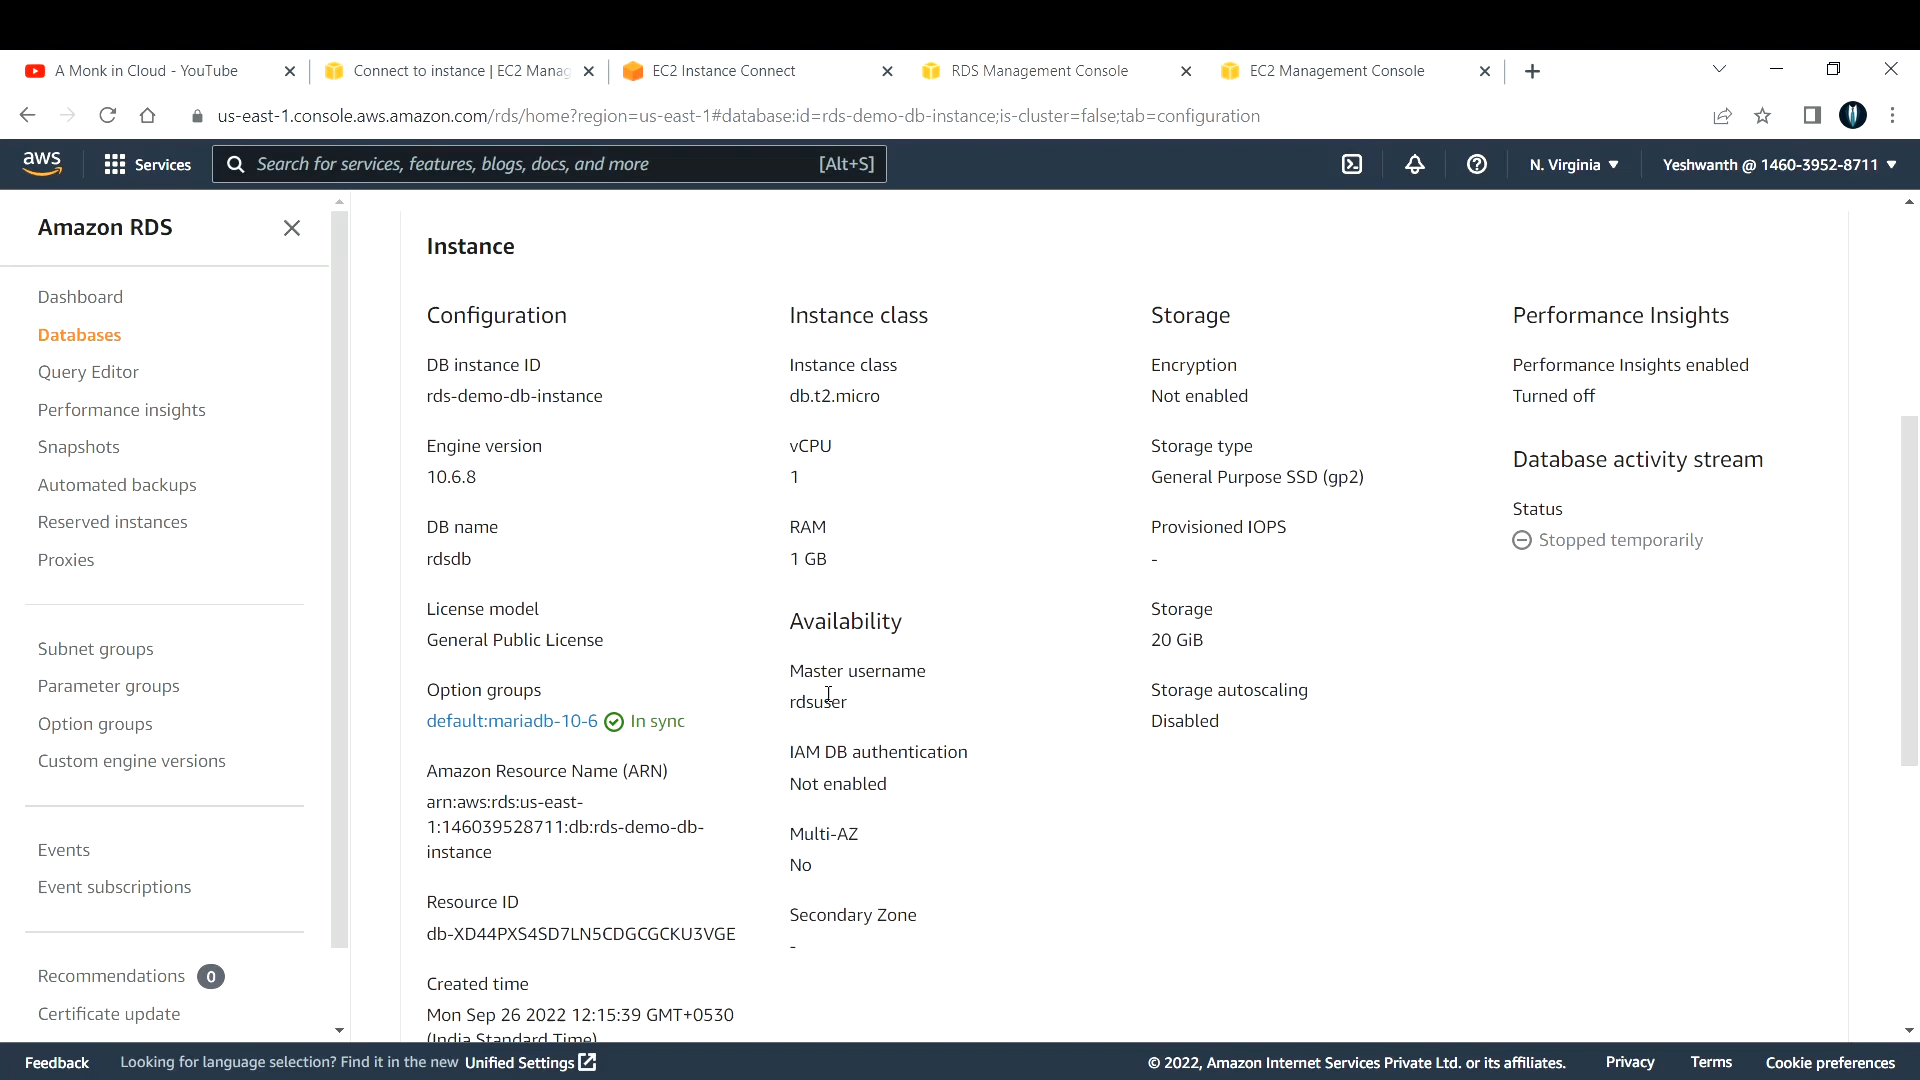 A Monk in Cloud - YouTube
Connect to instance | EC2 Manag
EC2 Instance Connect
RDS Management Console
EC2 Management Console
us-east-1.console.aws.amazon.com/rds/home?region=us-east-1#database:id=rds-demo-db-instance;is-cluster=false;tab=configuration
aws
Services
Search for services, features, blogs, docs, and more
[Alt+S]
N. Virginia
Yeshwanth @ 1460-3952-8711
Amazon RDS
Dashboard
Databases
Query Editor
Performance insights
Snapshots
Automated backups
Reserved instances
Proxies
Subnet groups
Parameter groups
Option groups
Custom engine versions
Events
Event subscriptions
Recommendations 0
Certificate update
Instance
Configuration
DB instance ID
rds-demo-db-instance
Engine version
10.6.8
DB name
rdsdb
License model
General Public License
Option groups
default:mariadb-10-6 In sync
Amazon Resource Name (ARN)
arn:aws:rds:us-east-
1:146039528711:db:rds-demo-db-
instance
Resource ID
db-XD44PXS4SD7LN5CDGCGCKU3VGE
Created time
Mon Sep 26 2022 12:15:39 GMT+0530
(India Standard Time)
Instance class
Instance class
db.t2.micro
vCPU
1
RAM
1 GB
Availability
Master username
rdsuser
IAM DB authentication
Not enabled
Multi-AZ
No
Secondary Zone
-
Storage
Encryption
Not enabled
Storage type
General Purpose SSD (gp2)
Provisioned IOPS
-
Storage
20 GiB
Storage autoscaling
Disabled
Performance Insights
Performance Insights enabled
Turned off
Database activity stream
Status
Stopped temporarily
Feedback
Looking for language selection? Find it in the new Unified Settings
© 2022, Amazon Internet Services Private Ltd. or its affiliates.
Privacy
Terms
Cookie preferences